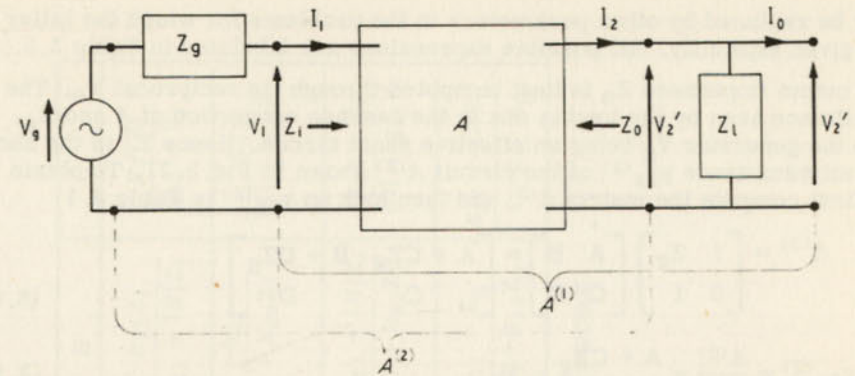 Z_g
I_1
I_2
I_0
V_g
V_1
Z_i
A
Z_0
V_2'
Z_l
V_2'
A^(1)
A^(2)